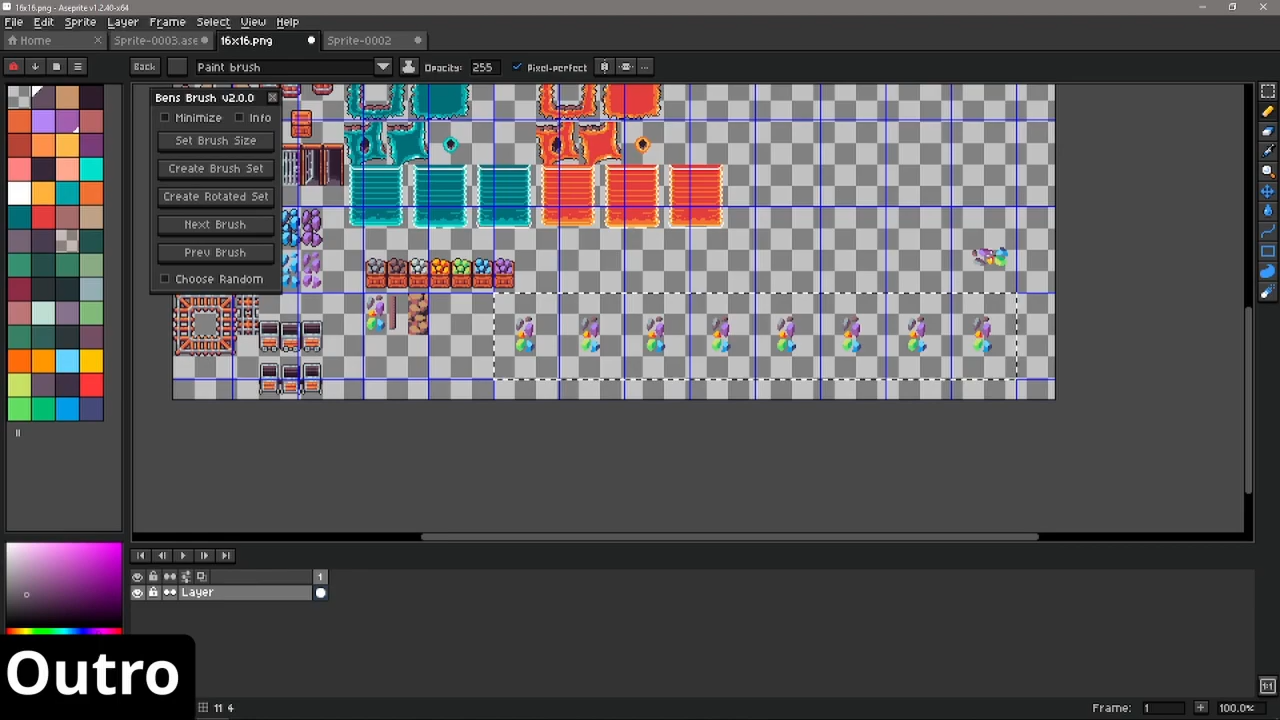 16x16.png - Aseprite v1.2.40-x64
File Edit Sprite Layer Frame Select View Help
Home Sprite-0003.ase 16x16.png Sprite-0002
Back Paint brush Opacity: 255 Pixel-perfect
Bens Brush v2.0.0
Minimize Info
Set Brush Size
Create Brush Set
Create Rotated Set
Next Brush
Prev Brush
Choose Random
1
Layer
Outro
11 4
Frame: 1 100.0%